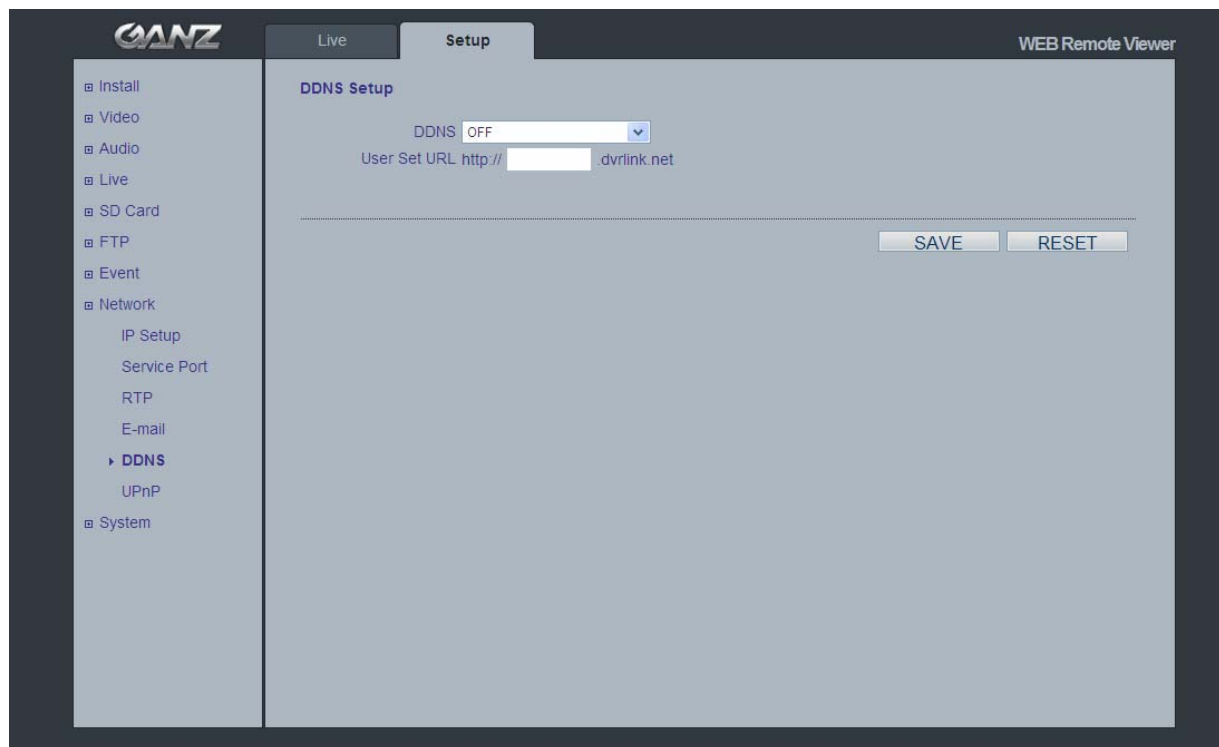 GANZ
Live
Setup
WEB Remote Viewer
Install
Video
Audio
Live
SD Card
FTP
Event
Network
IP Setup
Service Port
RTP
E-mail
DDNS
UPnP
System
DDNS Setup
DDNS OFF
User Set URL http:// .dvrlink.net
SAVE RESET